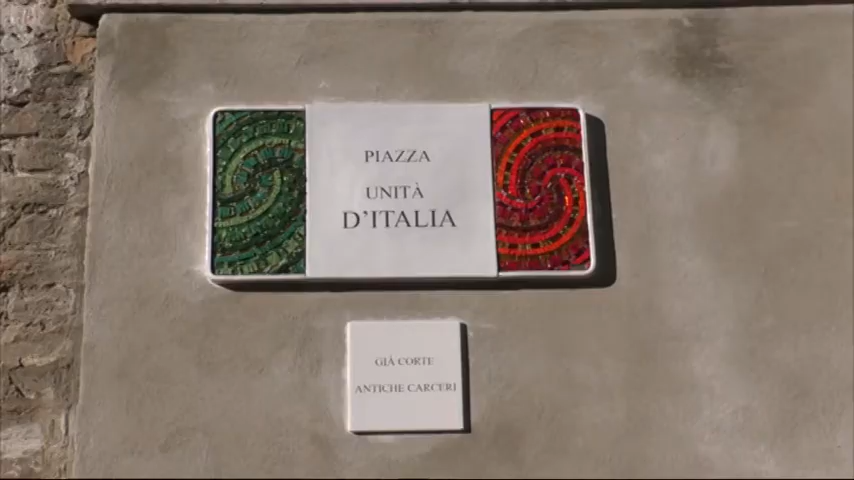 PIAZZA
UNITÀ
D'ITALIA
GIÀ CORTE
ANTICHE CARCERI